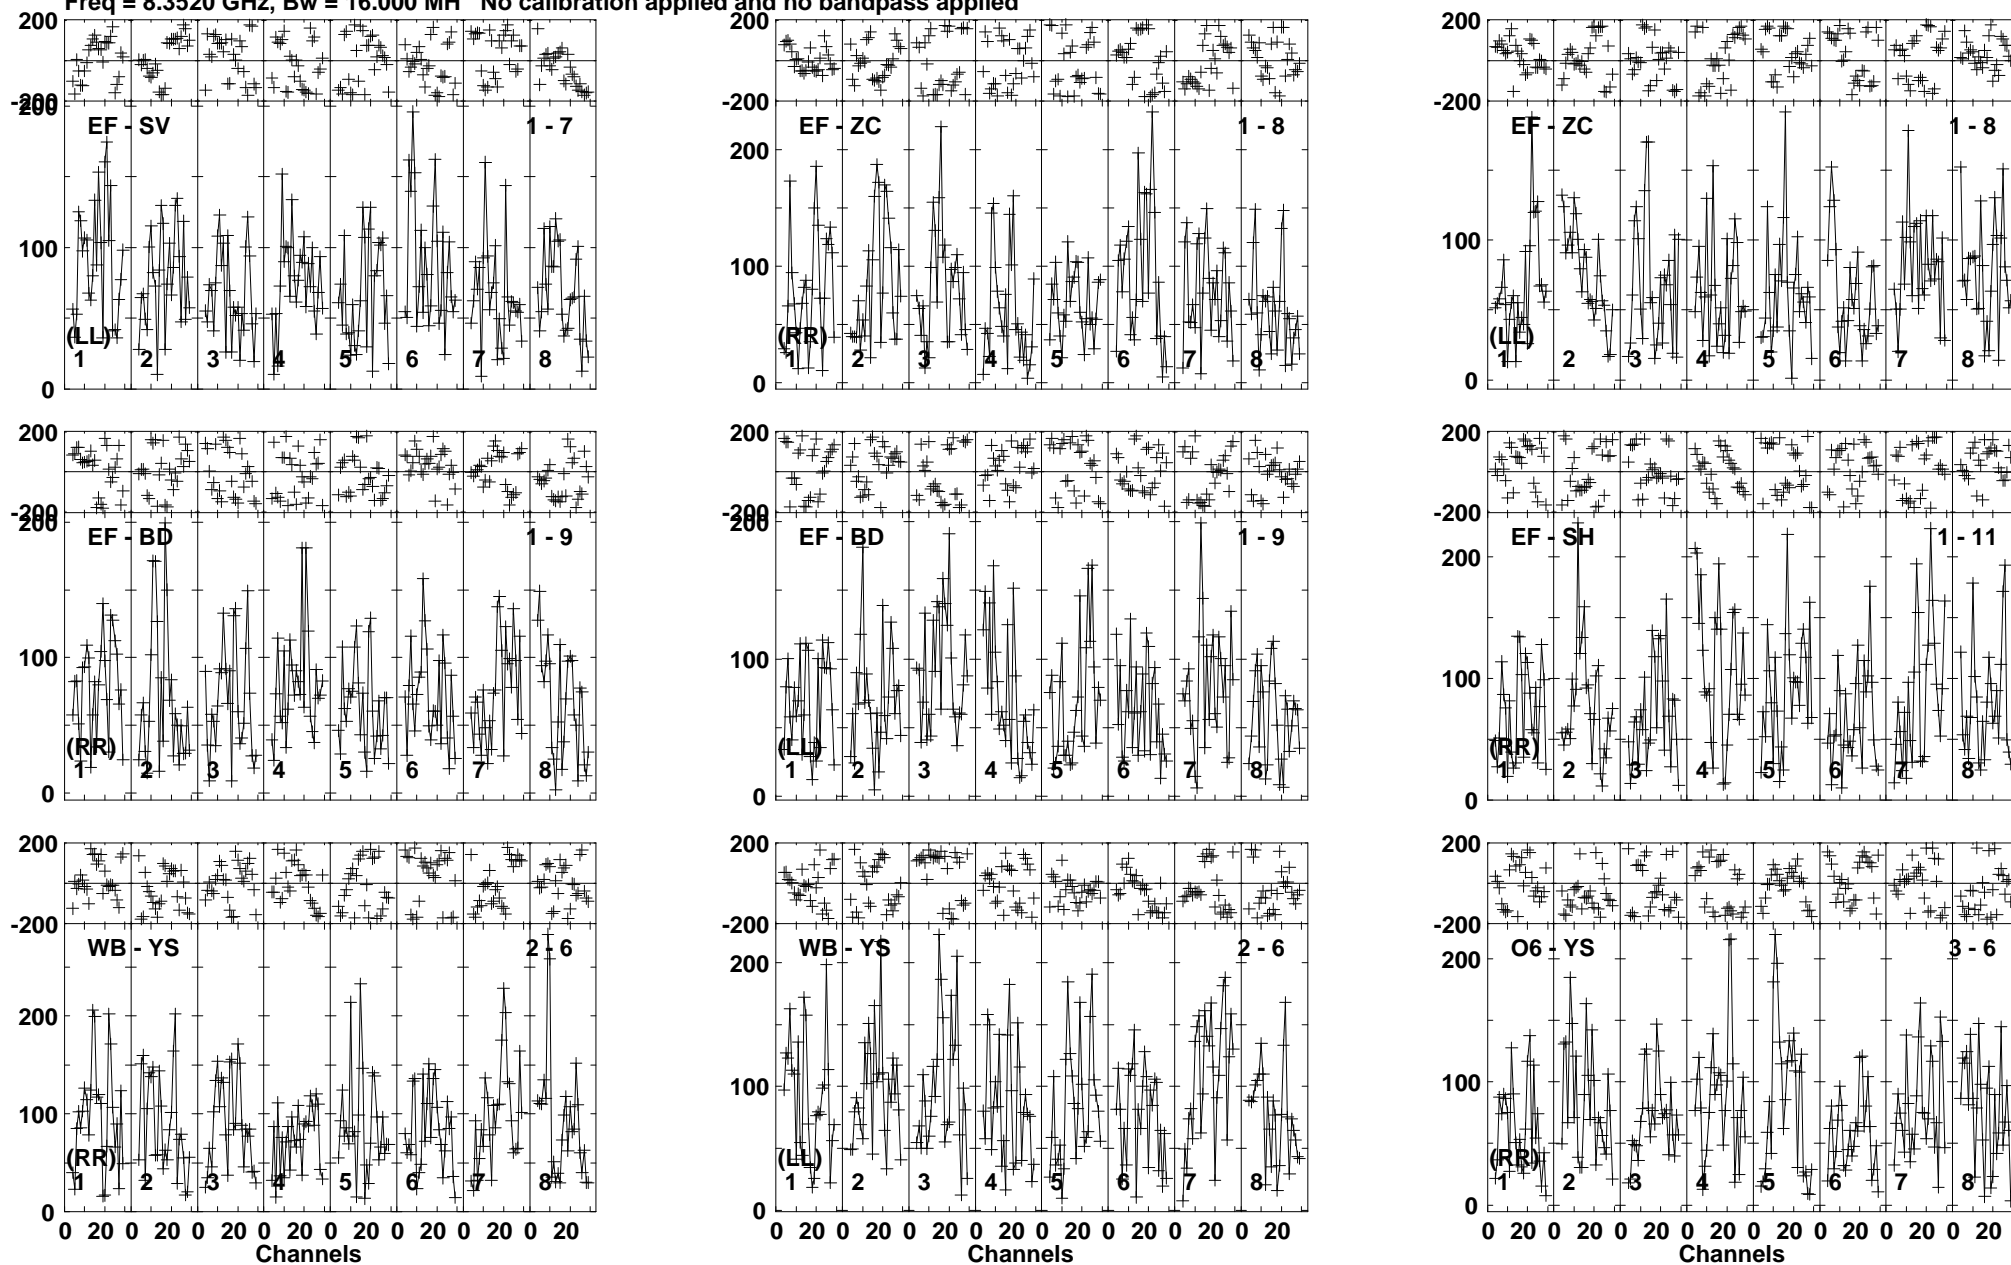 Freq = 8.3520 GHz, Bw = 16.000 MH No calibration applied and no bandpass applied
200 200 200
-200 -200 -200
200 EF - SV 1 - 7 EF - ZC 1 - 8 EF - ZC 1 - 8
200
100 100 100
(LL) (RR) (LL)
1 2 3 4 5 6 7 8 1 2 3 4 5 6 7 8 1 2 3 4 5 6 7 8
0 0 0
200 200 200
-200 -200 -200
200 EF - BD 1 - 9 200 EF - BD 1 - 9 EF - SH 1 - 11
200
100 100 100
(RR) (LL) (RR)
1 2 3 4 5 6 7 8 1 2 3 4 5 6 7 8 1 2 3 4 5 6 7 8
0 0 0
200 200 200
-200 -200 -200
WB - YS 2 - 6 WB - YS 2 - 6 O6 - YS 3 - 6
200 200 200
100 100 100
(RR) (LL) (RR)
1 2 3 4 5 6 7 8 1 2 3 4 5 6 7 8 1 2 3 4 5 6 7 8
0 0 0
0 20 0 20 0 20 0 20 0 20 0 20 0 20 0 20 0 20 0 20 0 20 0 20 0 20 0 20 0 20 0 20 0 20 0 20 0 20 0 20 0 20 0 20 0 20 0 20
Channels Channels Channels